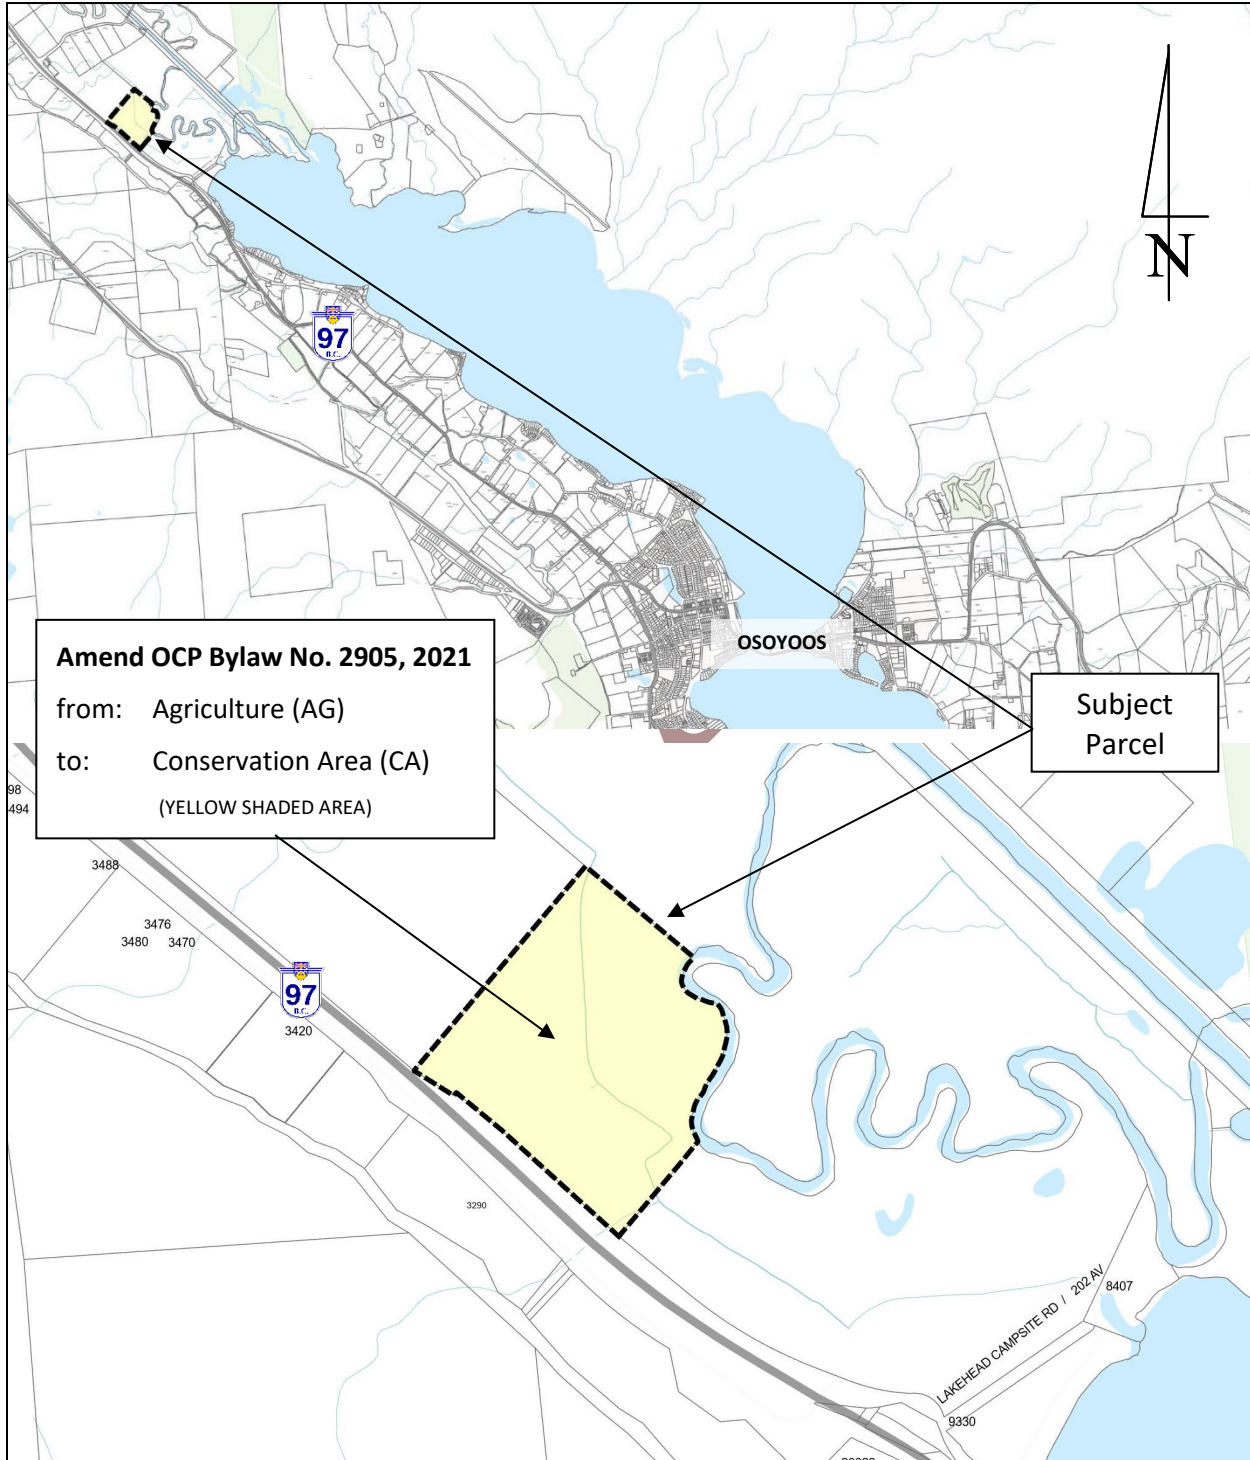 N
97
B.C.
OSOYOOS
Amend OCP Bylaw No. 2905, 2021
from: Agriculture (AG)
to: Conservation Area (CA)
(YELLOW SHADED AREA)
Subject
Parcel
98
494
3488
3476
3480 3470
97
B.C.
3420
3290
LAKEHEAD CAMPSITE RD / 202 AV
8407
9330